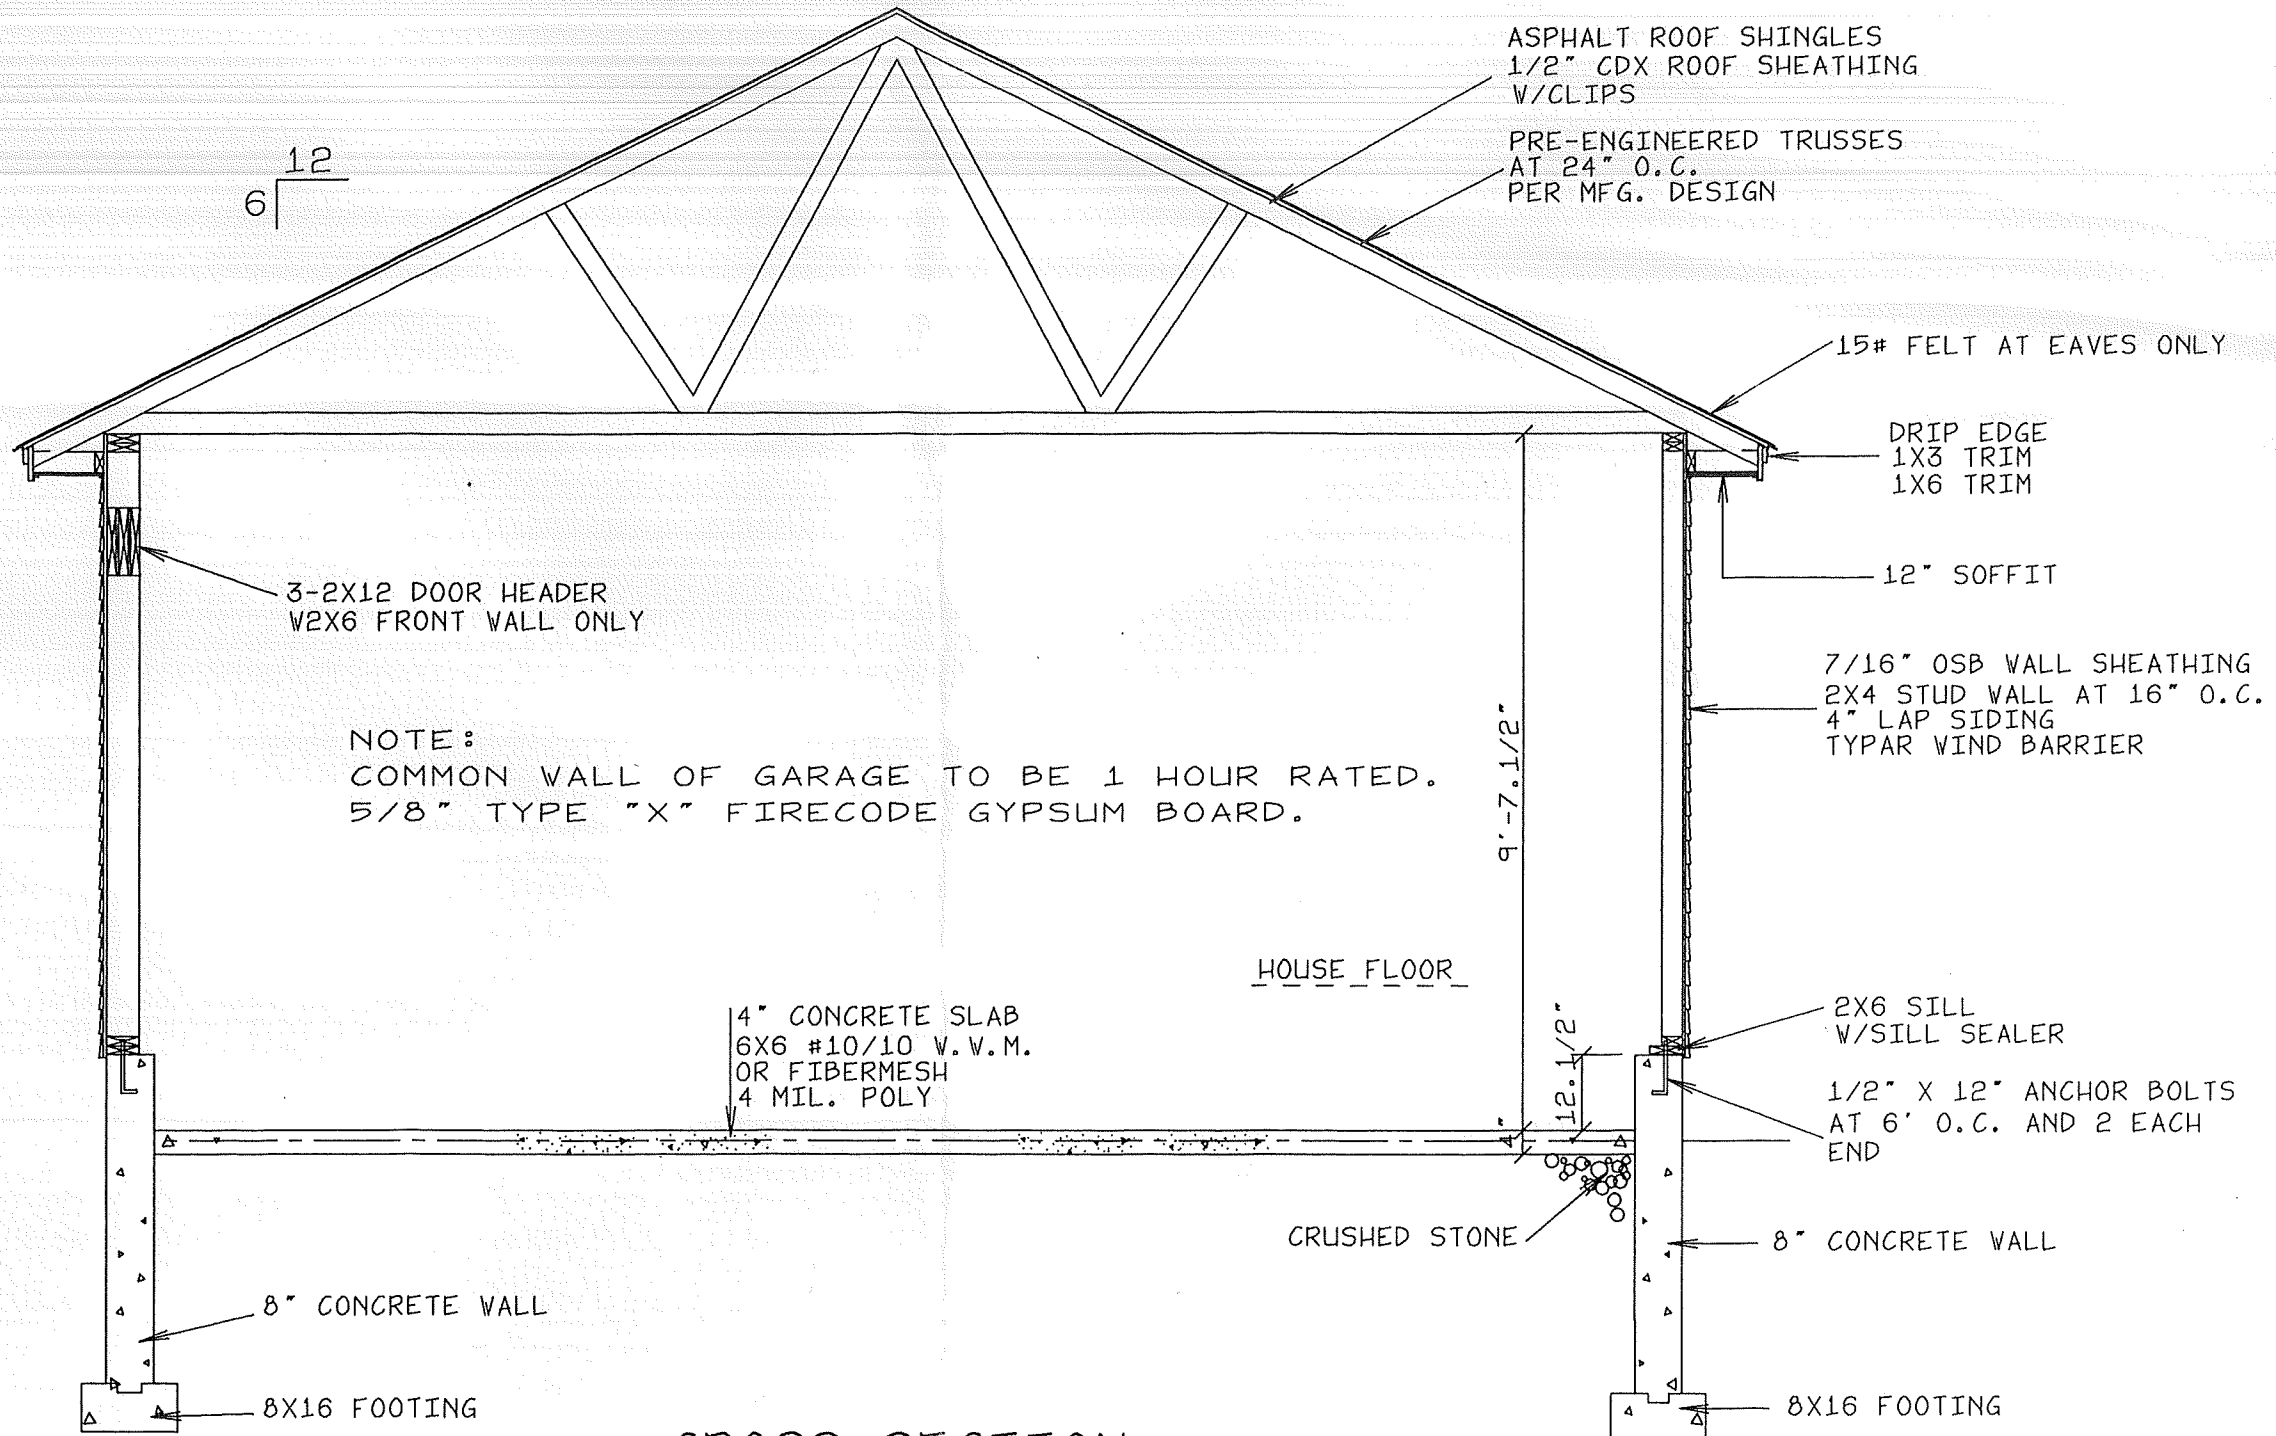 ASPHALT ROOF SHINGLES
1/2" CDX ROOF SHEATHING
W/CLIPS
PRE-ENGINEERED TRUSSES
AT 24" O.C.
PER MFG. DESIGN
12
6
15# FELT AT EAVES ONLY
DRIP EDGE
1X3 TRIM
1X6 TRIM
12" SOFFIT
3-2X12 DOOR HEADER
W2X6 FRONT WALL ONLY
7/16" OSB WALL SHEATHING
2X4 STUD WALL AT 16" O.C.
4" LAP SIDING
TYPAR WIND BARRIER
NOTE:
COMMON WALL OF GARAGE TO BE 1 HOUR RATED.
5/8" TYPE "X" FIRECODE GYPSUM BOARD.
9'-7.1/2"
HOUSE FLOOR
4" CONCRETE SLAB
6X6 #10/10 W.W.M.
OR FIBERMESH
4 MIL. POLY
12.1/2"
4"
2X6 SILL
W/SILL SEALER
1/2" X 12" ANCHOR BOLTS
AT 6' O.C. AND 2 EACH
END
CRUSHED STONE
8" CONCRETE WALL
8" CONCRETE WALL
8X16 FOOTING
8X16 FOOTING
CROSS SECTION